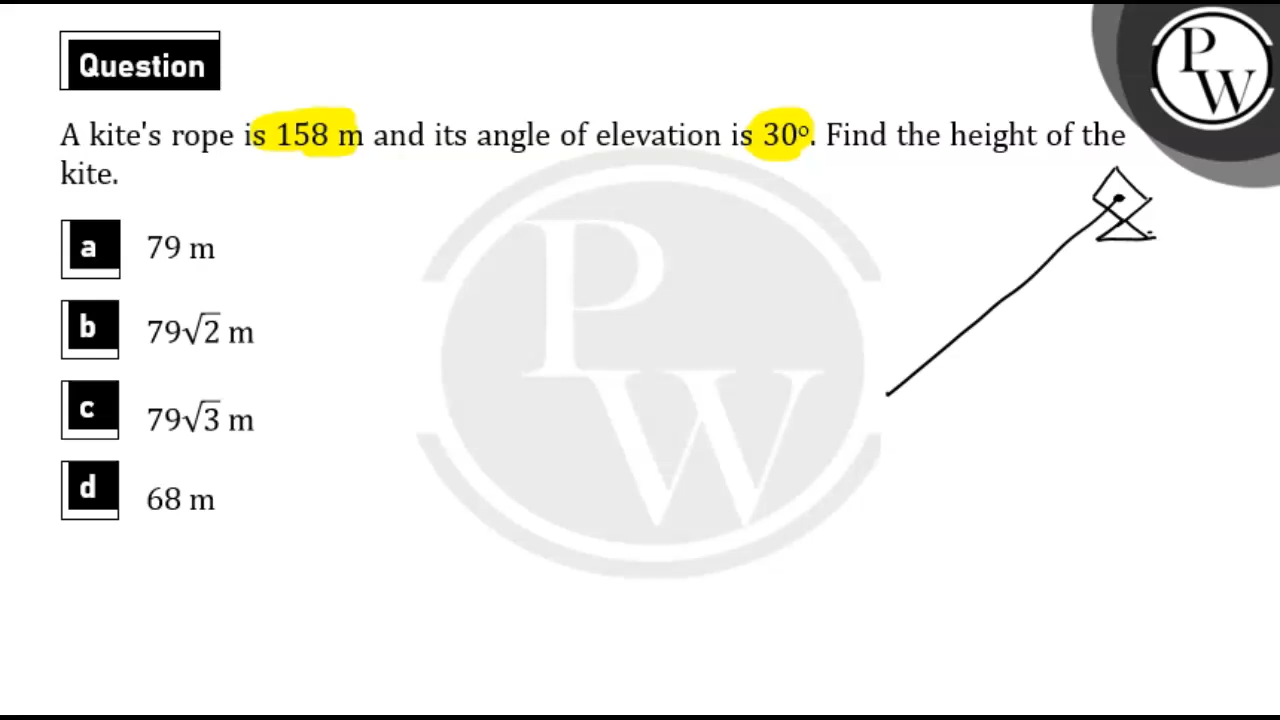 Question
P
W
A kite's rope is 158 m and its angle of elevation is 30°. Find the height of the
kite.
a 79 m
b 79√2 m
c 79√3 m
d 68 m
P
W